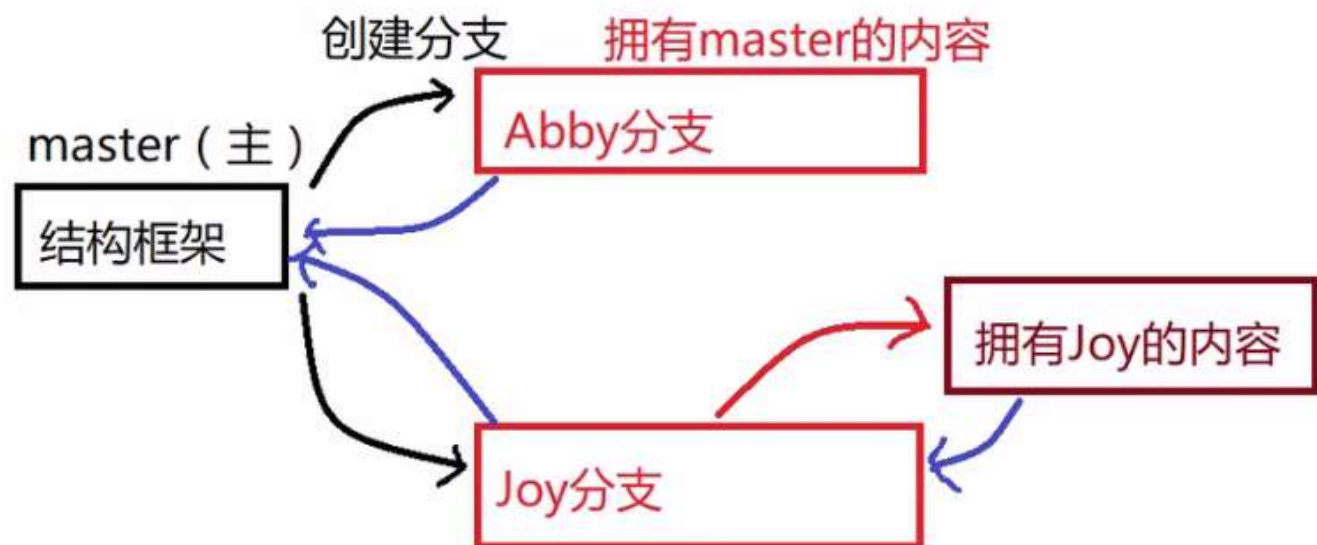 创建分支
拥有master的内容
Abby分支
master（主）
结构框架
拥有Joy的内容
Joy分支